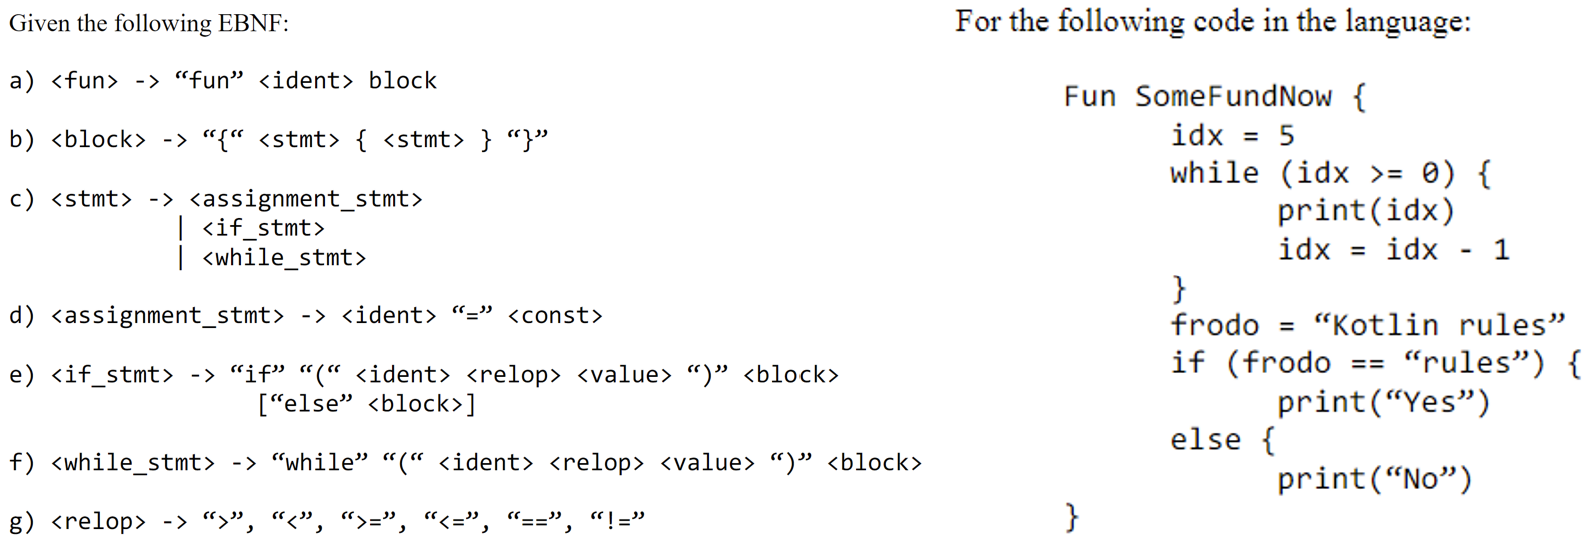 Given the following EBNF:
a) <fun> -> “fun” <ident> block
b) <block> -> “{“ <stmt> { <stmt> } “}”
c) <stmt> -> <assignment_stmt>
| <if_stmt>
| <while_stmt>
d) <assignment_stmt> -> <ident> “=” <const>
e) <if_stmt> -> “if” “(“ <ident> <relop> <value> “)” <block>
[“else” <block>]
f) <while_stmt> -> “while” “(“ <ident> <relop> <value> “)” <block>
g) <relop> -> “>”, “<”, “>=”, “<=”, “==”, “!=”
For the following code in the language:
Fun SomeFundNow {
idx = 5
while (idx >= 0) {
print(idx)
idx = idx - 1
}
frodo = “Kotlin rules”
if (frodo == “rules”) {
print(“Yes”)
else {
print(“No”)
}